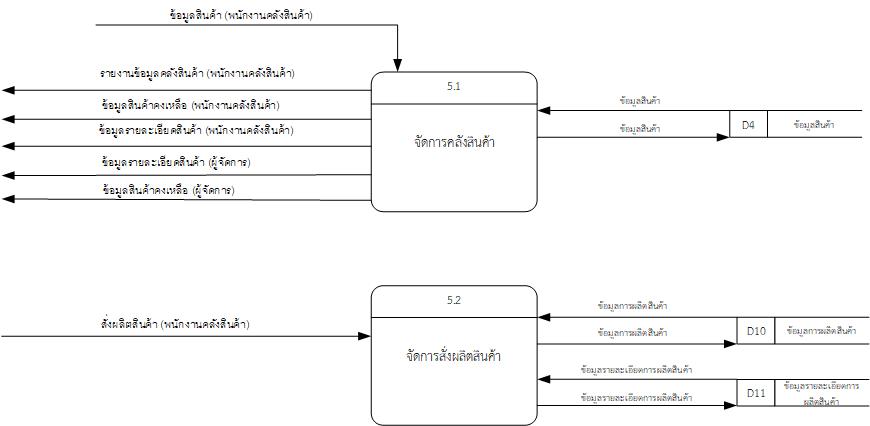 ข้อมูลสินค้า (พนักงานคลังสินค้า)
รายงานข้อมูลคลังสินค้า (พนักงานคลังสินค้า)
ข้อมูลสินค้าคงเหลือ (พนักงานคลังสินค้า)
ข้อมูลรายละเอียดสินค้า (พนักงานคลังสินค้า)
ข้อมูลรายละเอียดสินค้า (ผู้จัดการ)
ข้อมูลสินค้าคงเหลือ (ผู้จัดการ)
5.1
จัดการคลังสินค้า
ข้อมูลสินค้า
ข้อมูลสินค้า
D4
ข้อมูลสินค้า
สั่งผลิตสินค้า (พนักงานคลังสินค้า)
5.2
จัดการสั่งผลิตสินค้า
ข้อมูลการผลิตสินค้า
ข้อมูลการผลิตสินค้า
D10
ข้อมูลการผลิตสินค้า
ข้อมูลรายละเอียดการผลิตสินค้า
ข้อมูลรายละเอียดการผลิตสินค้า
D11
ข้อมูลรายละเอียดการ
ผลิตสินค้า